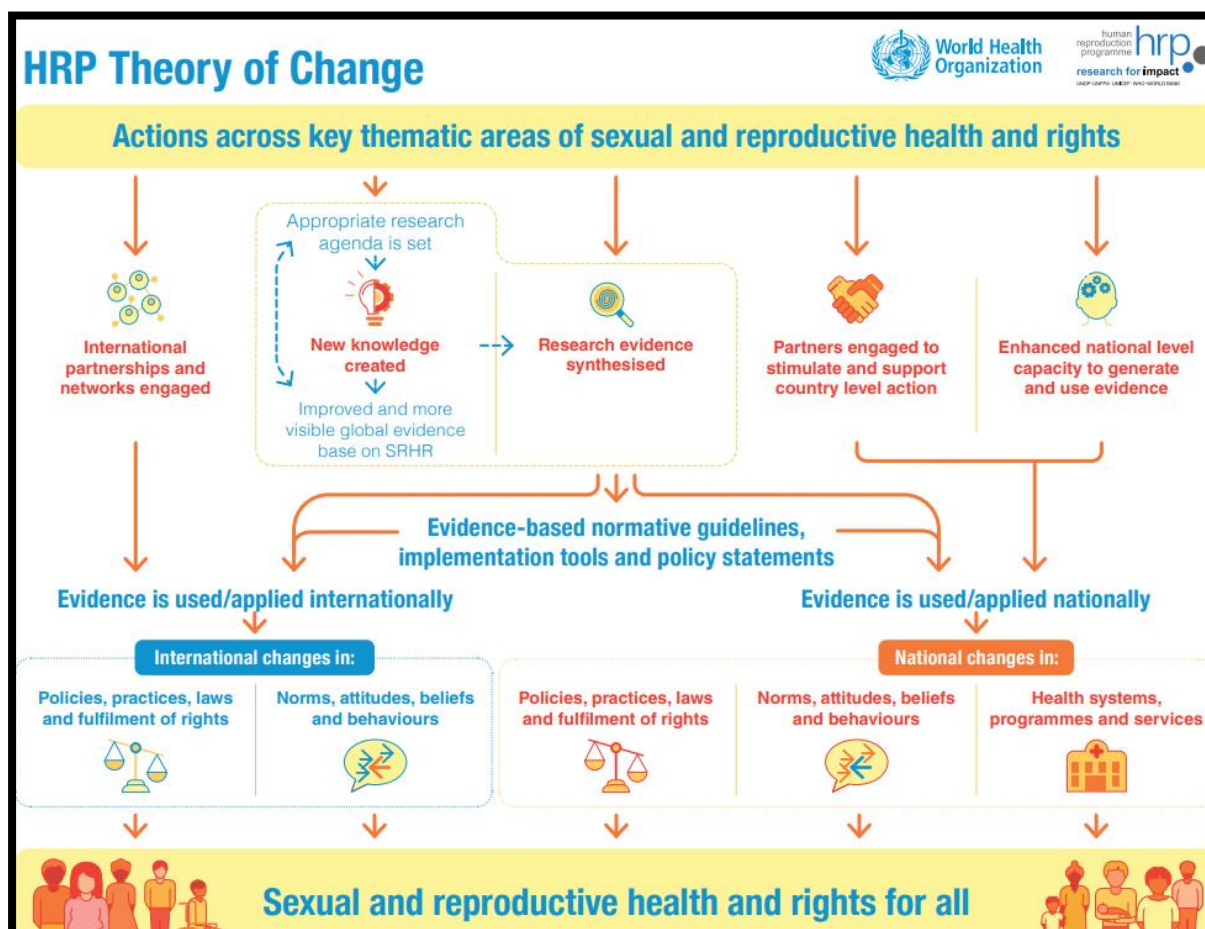 HRP Theory of Change
World Health
Organization
human
reproduction
programme
hrp
research for impact
UNDP·UNFPA·UNICEF·WHO·WORLD BANK
Actions across key thematic areas of sexual and reproductive health and rights
Appropriate research
agenda is set
International
partnerships and
networks engaged
New knowledge
created
Research evidence
synthesised
Partners engaged to
stimulate and support
country level action
Enhanced national level
capacity to generate
and use evidence
Improved and more
visible global evidence
base on SRHR
Evidence-based normative guidelines,
implementation tools and policy statements
Evidence is used/applied internationally
Evidence is used/applied nationally
International changes in:
National changes in:
Policies, practices, laws
and fulfilment of rights
Norms, attitudes, beliefs
and behaviours
Policies, practices, laws
and fulfilment of rights
Norms, attitudes, beliefs
and behaviours
Health systems,
programmes and services
Sexual and reproductive health and rights for all